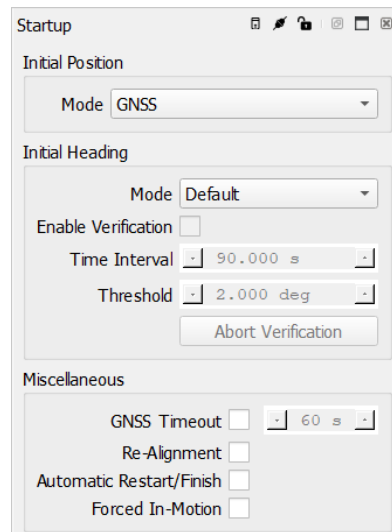 Startup
Initial Position
Mode GNSS
Initial Heading
Mode Default
Enable Verification
Time Interval 90.000 s
Threshold 2.000 deg
Abort Verification
Miscellaneous
GNSS Timeout 60 s
Re-Alignment
Automatic Restart/Finish
Forced In-Motion